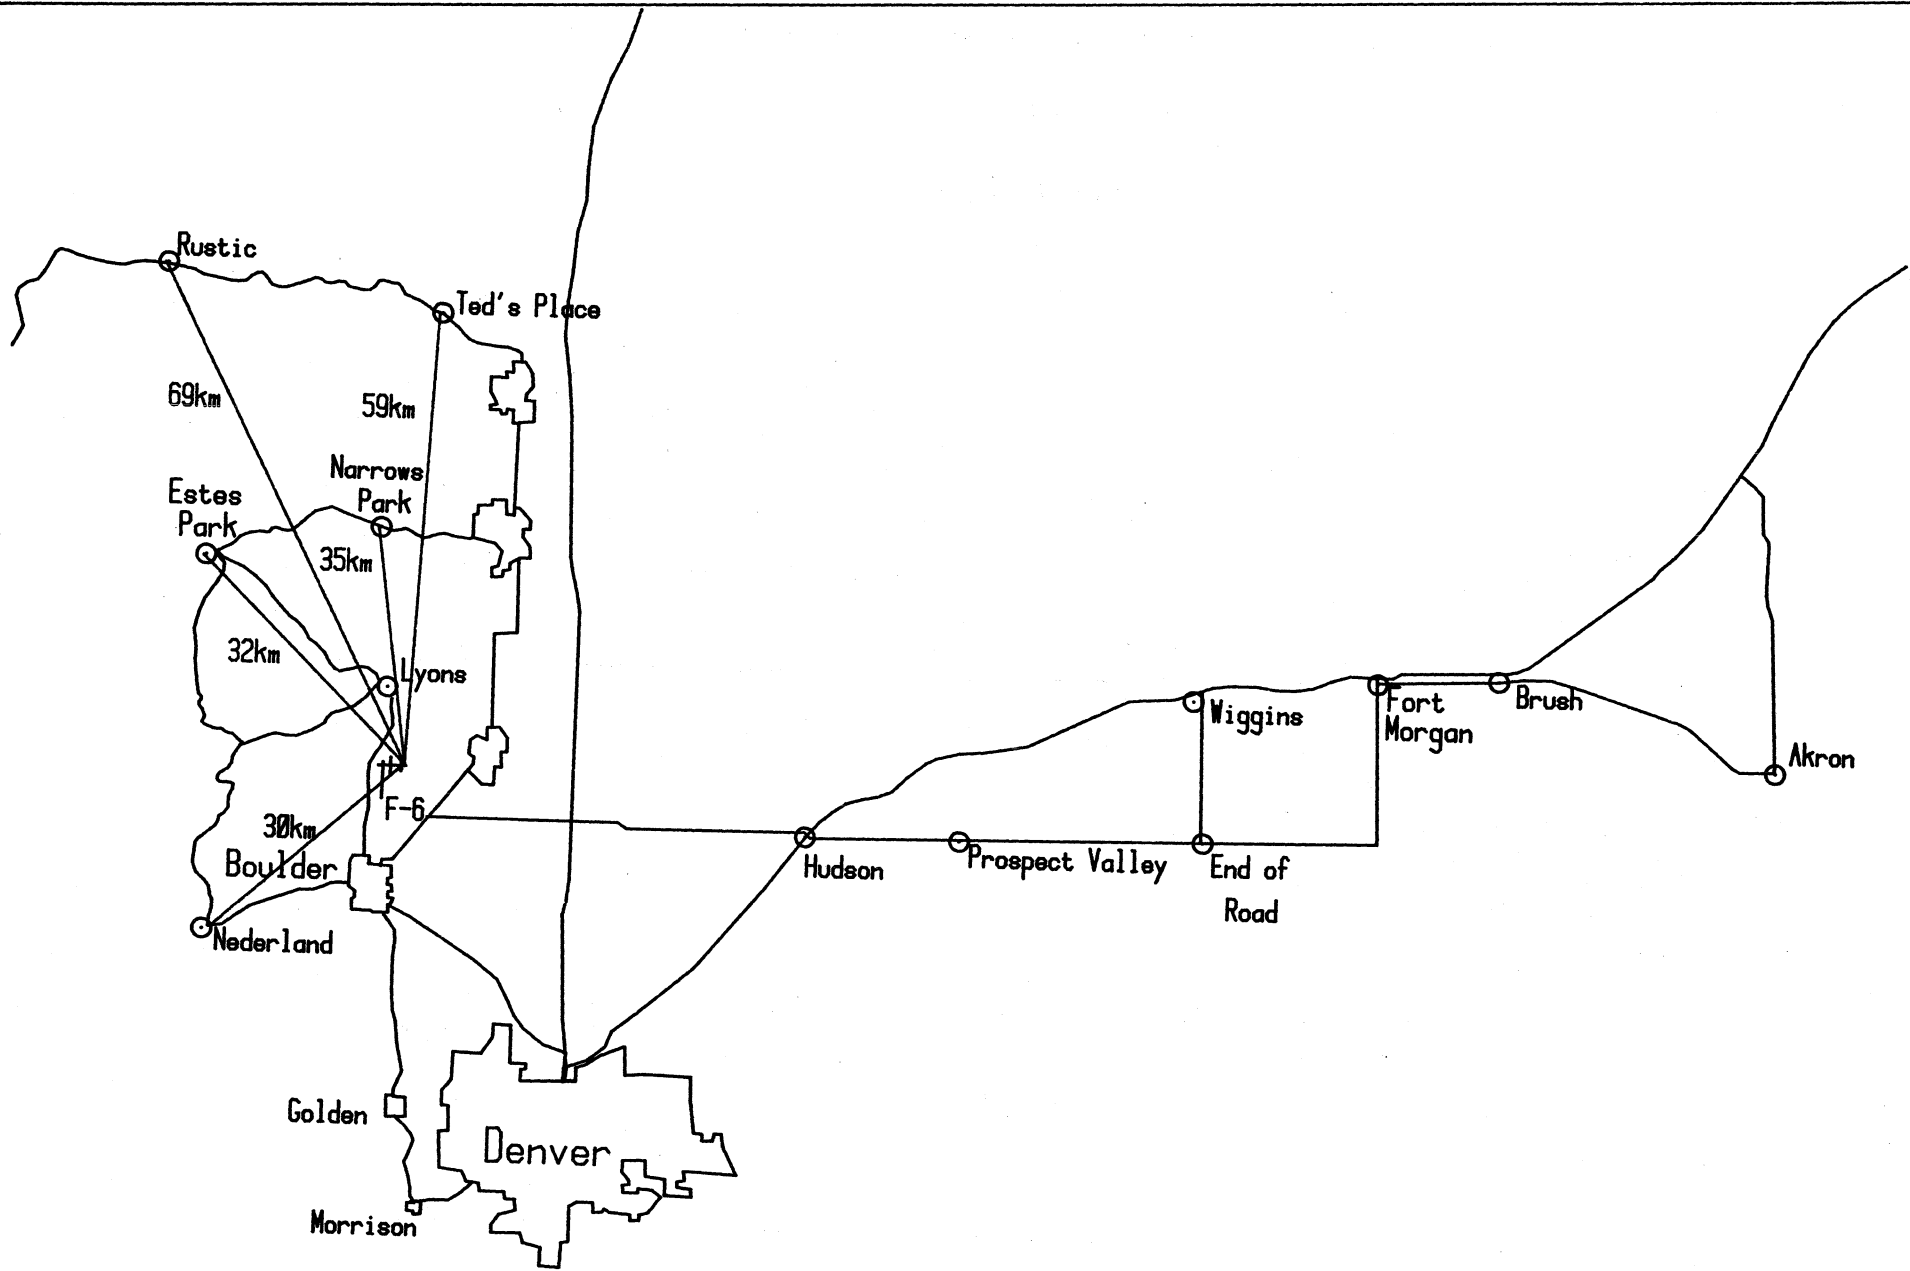 Rustic
Ted's Place
69km
59km
Narrows
Park
Estes
Park
35km
32km
Lyons
Fort
Morgan
Brush
Wiggins
Akron
F-6
30km
Boulder
Hudson
Prospect Valley
End of
Road
Nederland
Golden
Denver
Morrison